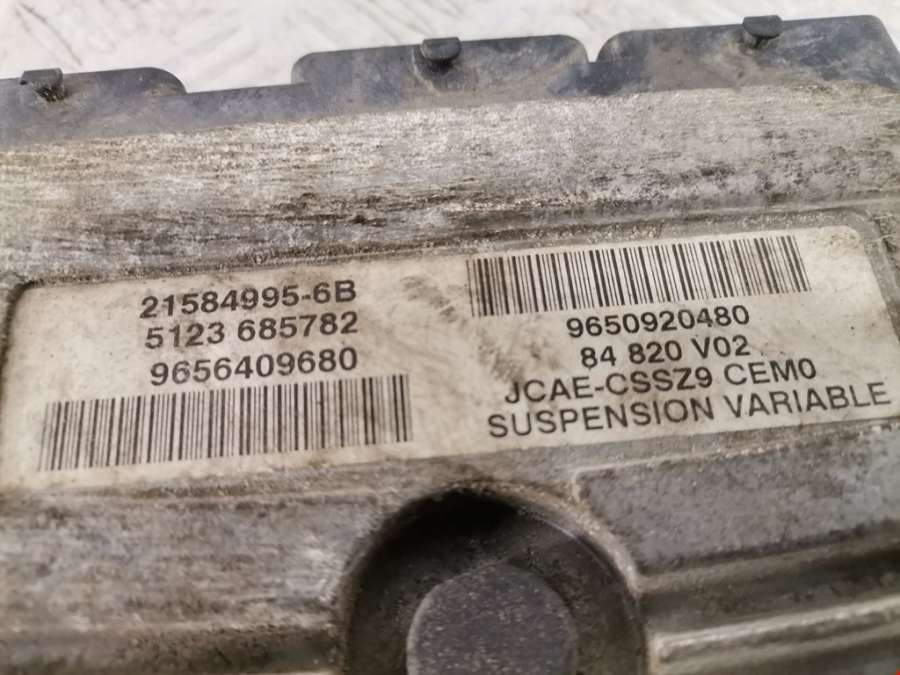 21584995-6B
5123 685782
9656409680
9650920480
84 820 V02
JCAE-CSSZ9 CEM0
SUSPENSION VARIABLE